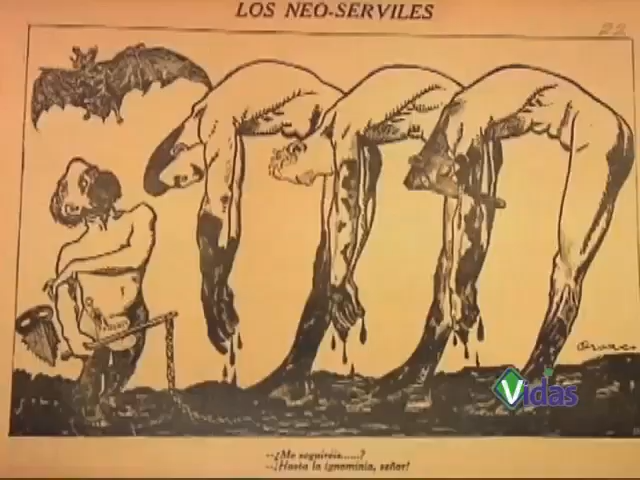 LOS NEO-SERVILES
22
--¿Me seguiréis.....?
--¡Hasta la ignominia, señor!
Vidas